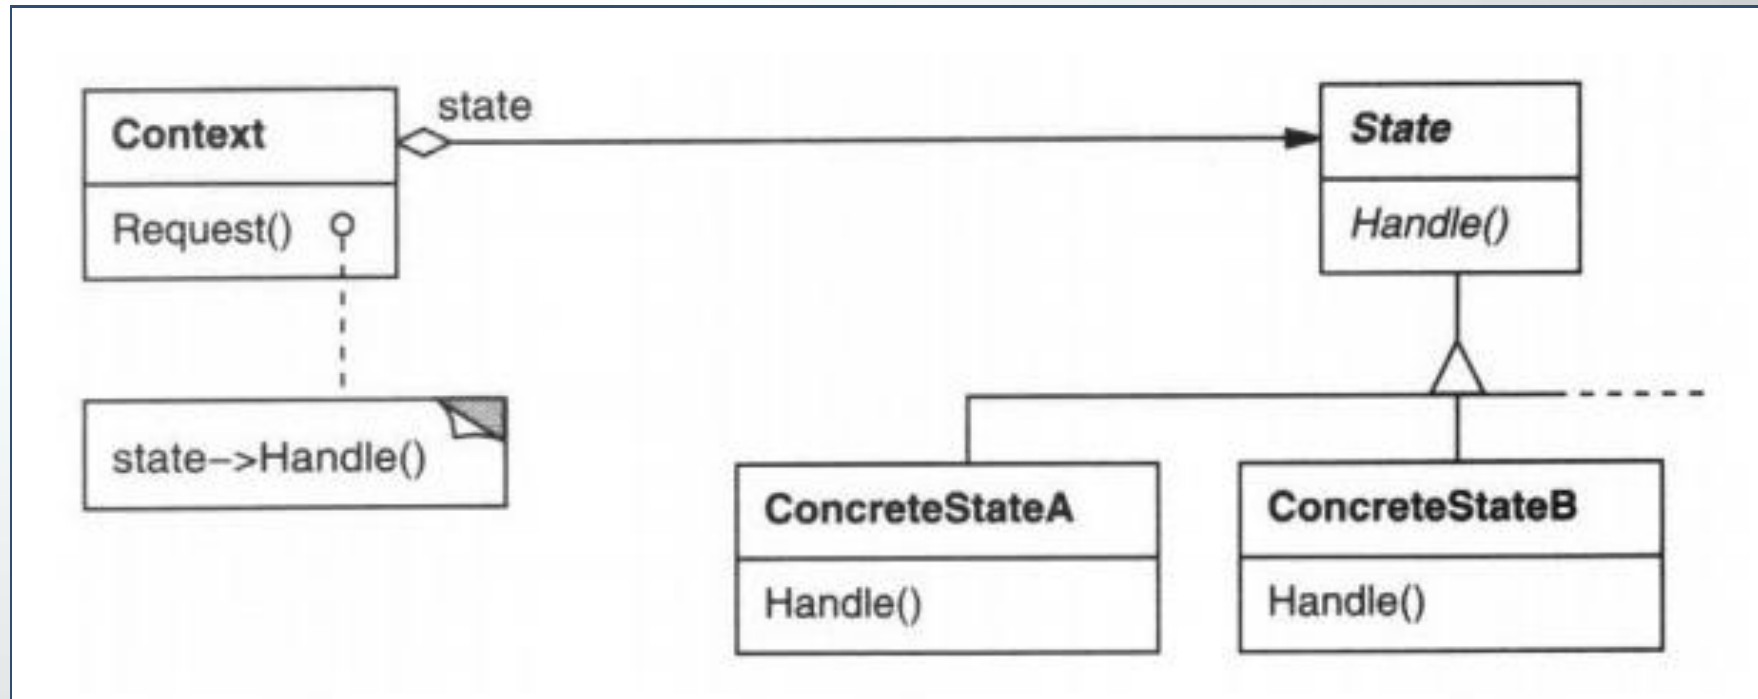 state
Context
Request()
state->Handle()
State
Handle()
ConcreteStateA
Handle()
ConcreteStateB
Handle()